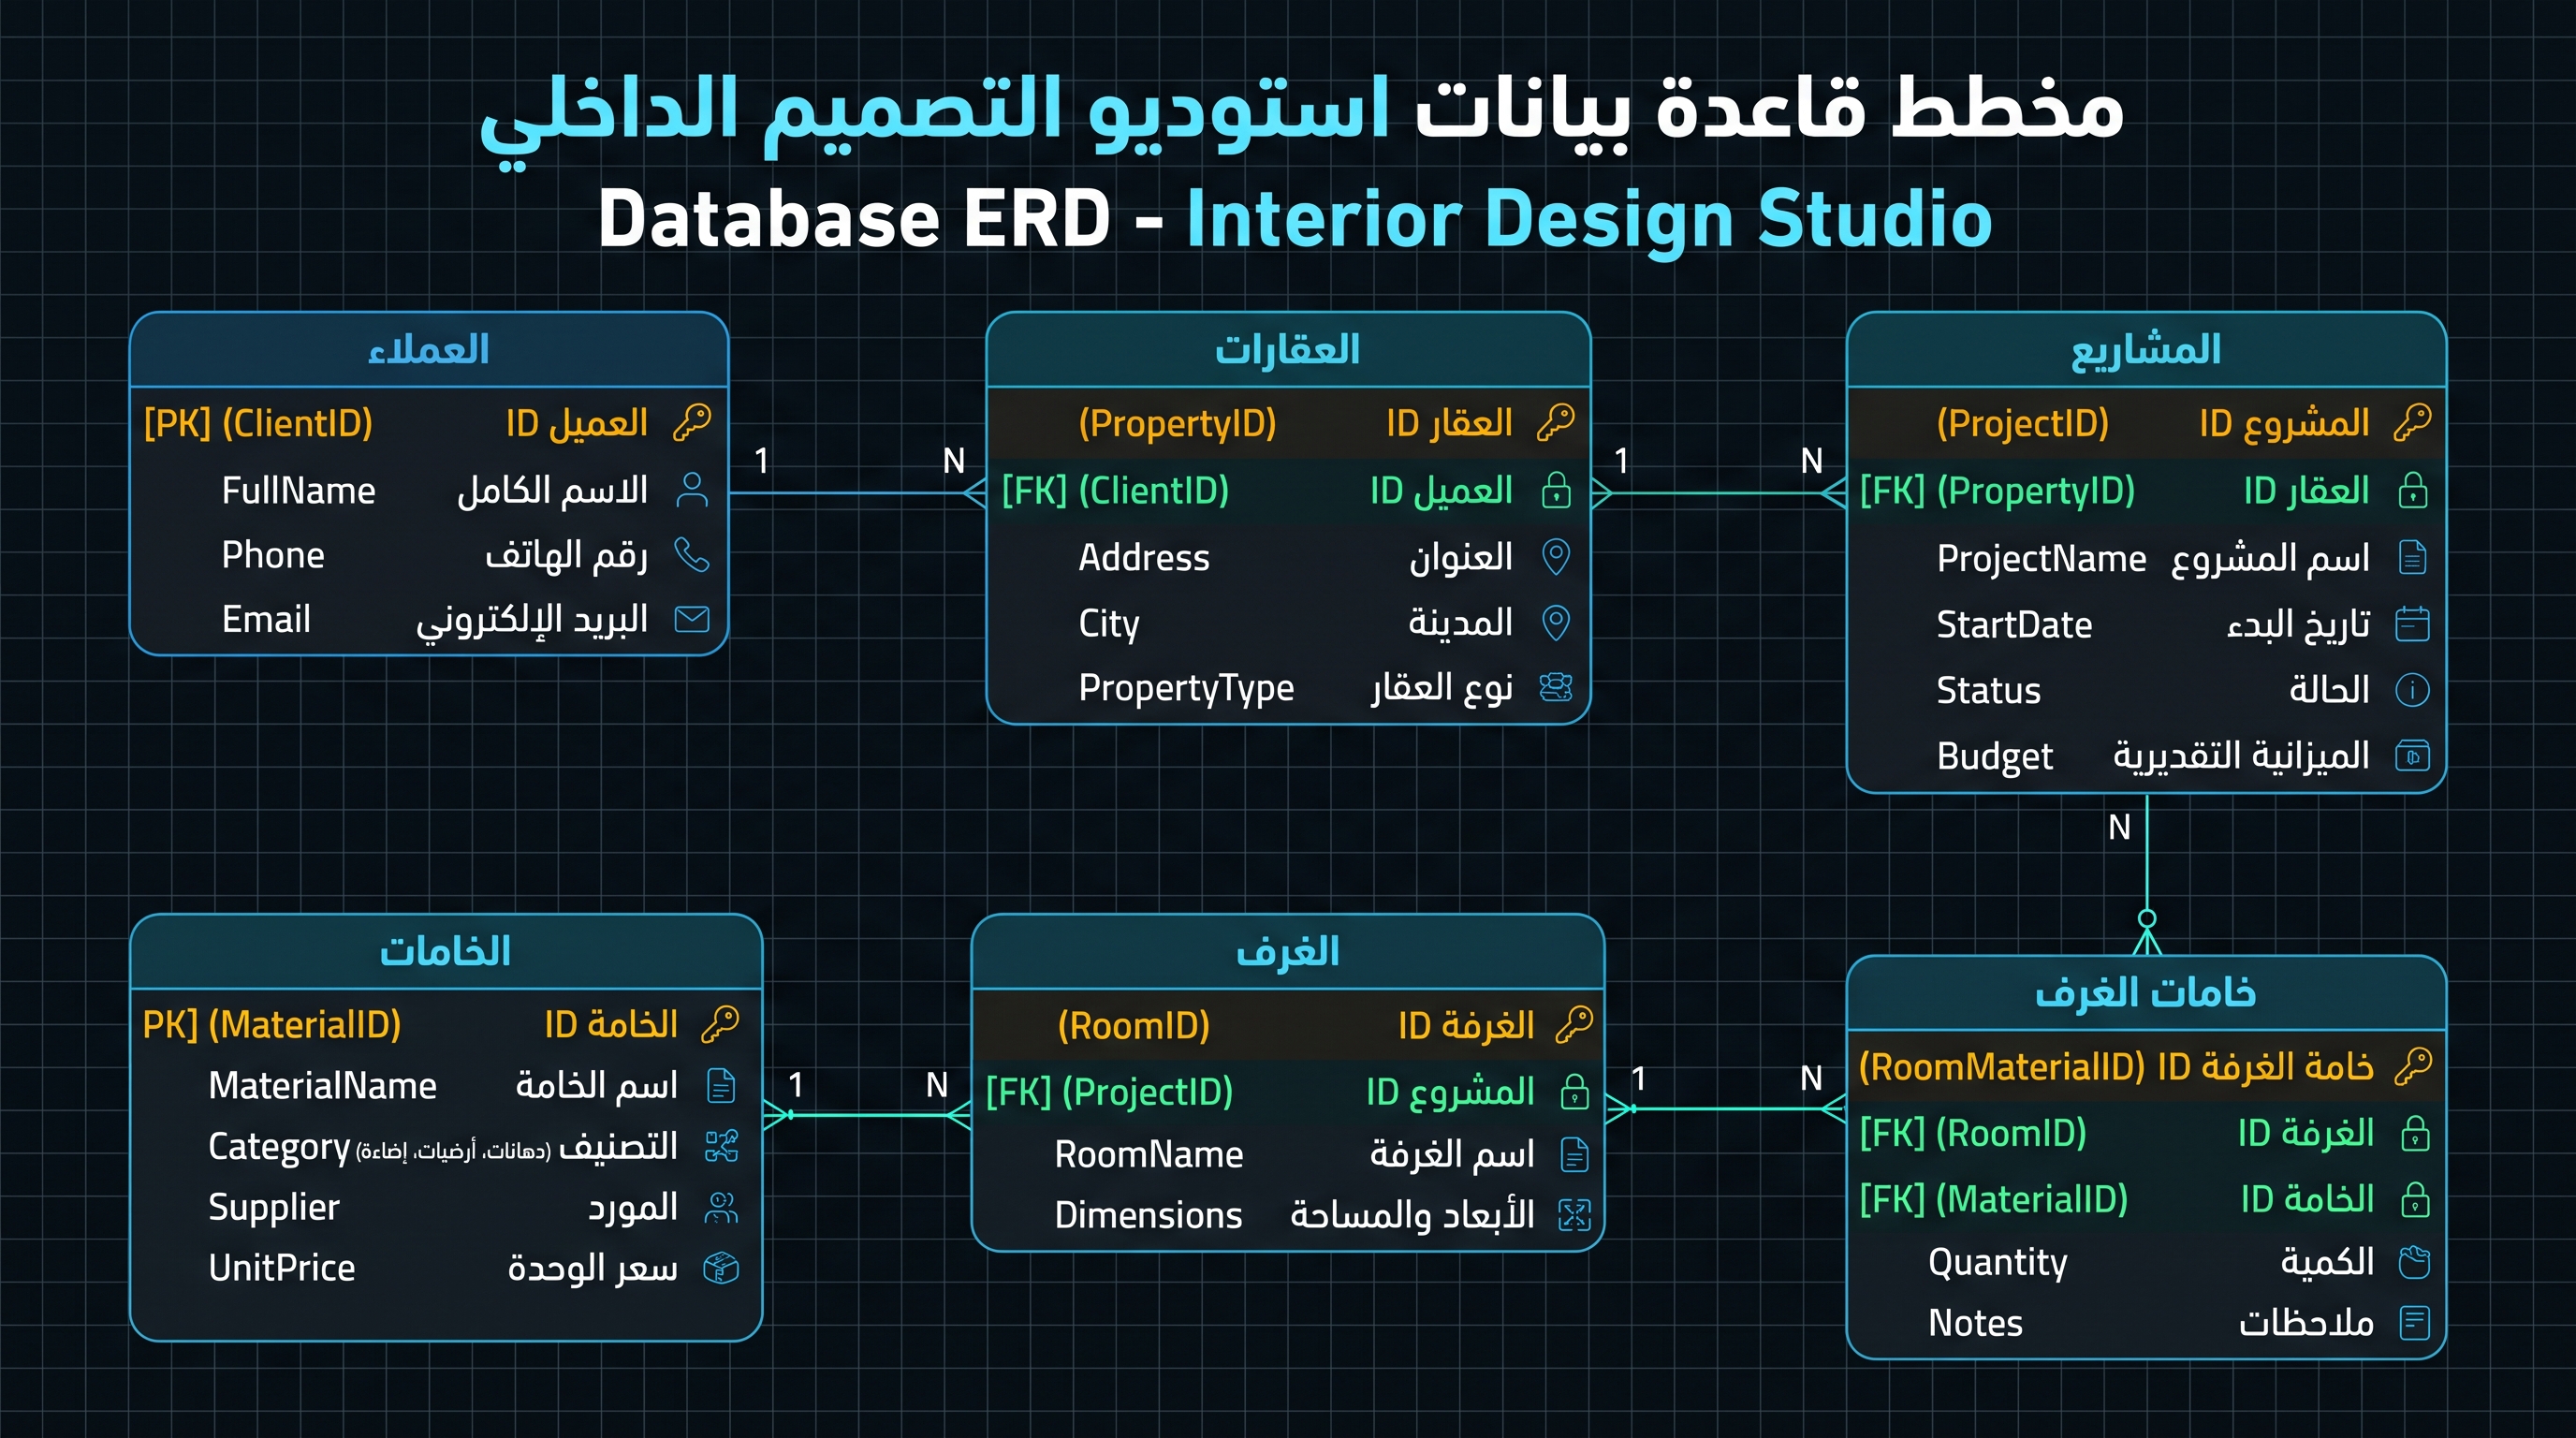 مخطط قاعدة بيانات استوديو التصميم الداخلي
Database ERD - Interior Design Studio
العملاء
العميل ID [PK] (ClientID)
الاسم الكامل FullName
رقم الهاتف Phone
البريد الإلكتروني Email
1 N
العقارات
العقار ID (PropertyID)
العميل ID [FK] (ClientID)
العنوان Address
المدينة City
نوع العقار PropertyType
1 N
المشاريع
المشروع ID (ProjectID)
العقار ID [FK] (PropertyID)
اسم المشروع ProjectName
تاريخ البدء StartDate
الحالة Status
الميزانية التقديرية Budget
N
الخامات
الخامة ID PK] (MaterialID)
اسم الخامة MaterialName
التصنيف (دهانات، أرضيات، إضاءة) Category
المورد Supplier
سعر الوحدة UnitPrice
1 N
الغرف
الغرفة ID (RoomID)
المشروع ID [FK] (ProjectID)
اسم الغرفة RoomName
الأبعاد والمساحة Dimensions
1 N
خامات الغرف
خامة الغرفة ID (RoomMaterialID)
الغرفة ID [FK] (RoomID)
الخامة ID [FK] (MaterialID)
الكمية Quantity
ملاحظات Notes